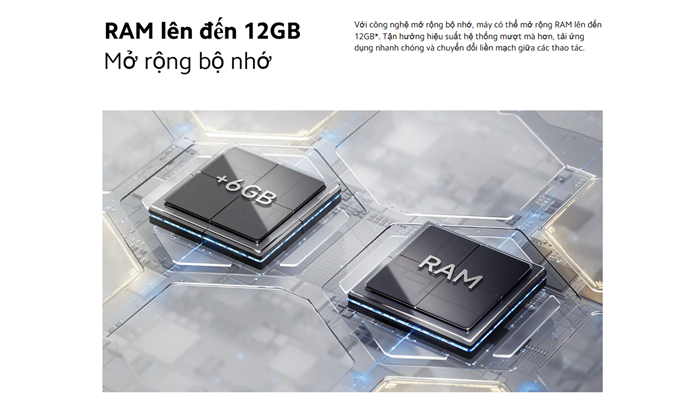 RAM lên đến 12GB
Mở rộng bộ nhớ
Với công nghệ mở rộng bộ nhớ, máy có thể mở rộng RAM lên đến
12GB*. Tận hưởng hiệu suất hệ thống mượt mà hơn, tải ứng
dụng nhanh chóng và chuyển đổi liền mạch giữa các thao tác.
+6GB
RAM